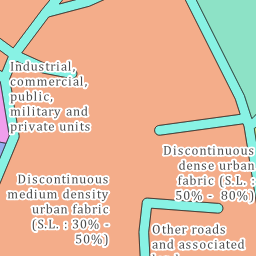 Industrial,
commercial,
public,
military and
private units
Discontinuous
dense urban
fabric (S.L. :
50% - 80%)
Discontinuous
medium density
urban fabric
(S.L. : 30% -
50%)
Other roads
and associated